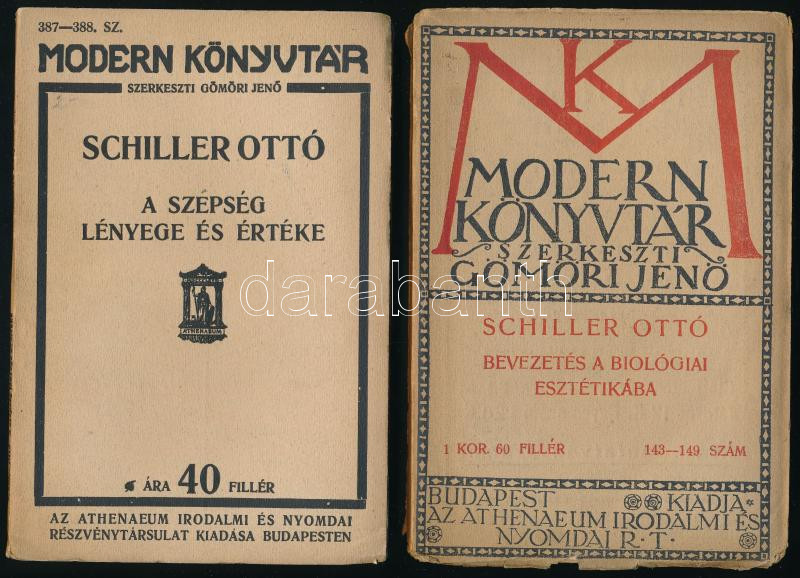 387—388. SZ.
MODERN KÖNYVTÁR
SZERKESZTI GÖMÖRI JENŐ
SCHILLER OTTÓ
A SZÉPSÉG
LÉNYEGE ÉS ÉRTÉKE
ATHENAEUM
ÁRA 40 FILLÉR
AZ ATHENAEUM IRODALMI ÉS NYOMDAI
RÉSZVÉNYTÁRSULAT KIADÁSA BUDAPESTEN
MKM
MODERN
KÖNYVTÁR
SZERKESZTI
GÖMÖRI JENŐ
SCHILLER OTTÓ
BEVEZETÉS A BIOLÓGIAI
ESZTÉTIKÁBA
1 KOR. 60 FILLÉR 143—149 SZÁM
BUDAPEST KIADJA
AZ ATHENAEUM IRODALMI ÉS
NYOMDAI R·T·
darabanth